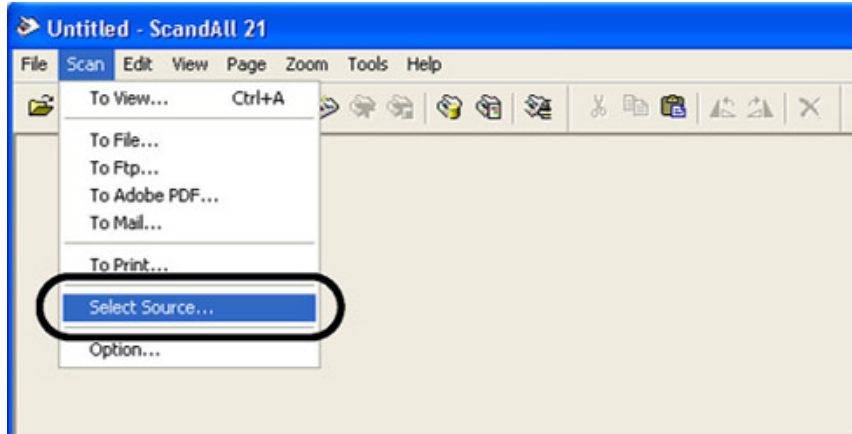 Untitled - ScandAll 21
File Scan Edit View Page Zoom Tools Help
To View... Ctrl+A
To File...
To Ftp...
To Adobe PDF...
To Mail...
To Print...
Select Source...
Option...